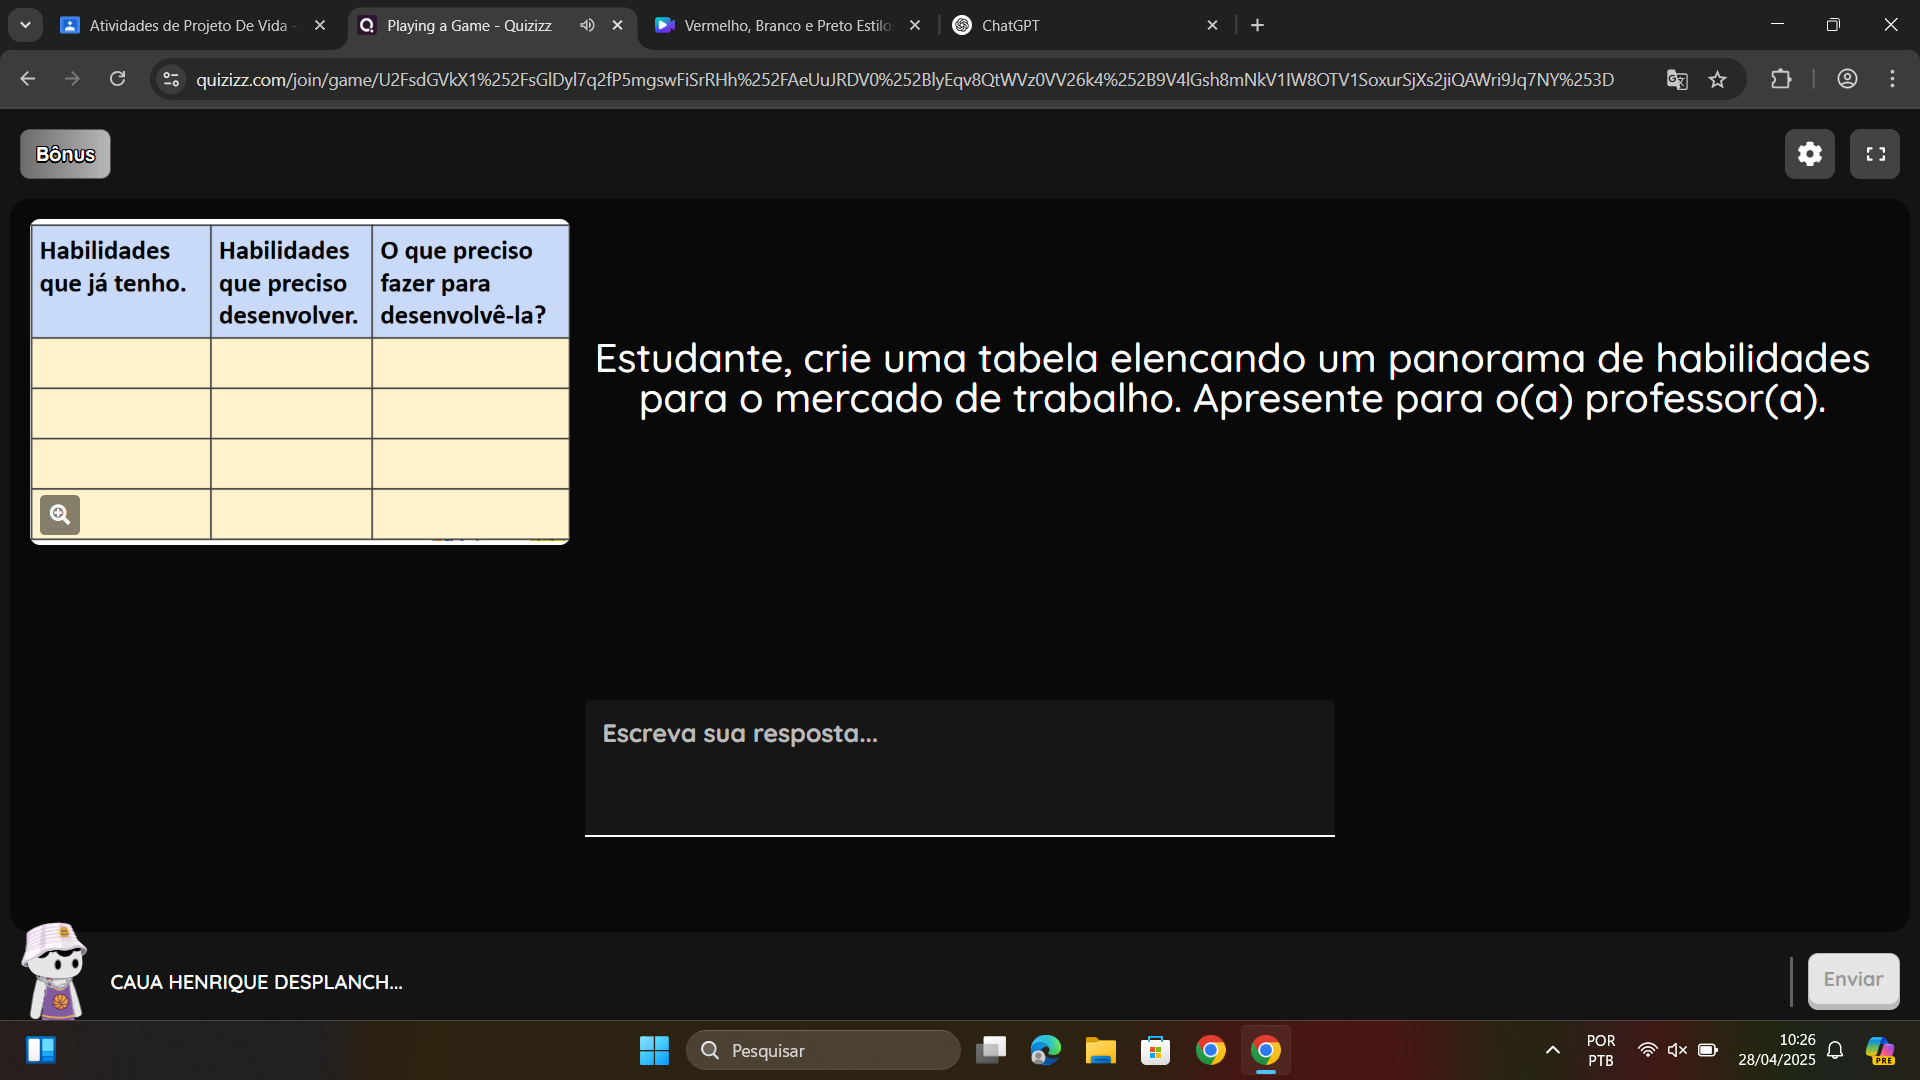 Atividades de Projeto De Vida -
Playing a Game - Quizizz
Vermelho, Branco e Preto Estilo
ChatGPT
quizizz.com/join/game/U2FsdGVkX1%252FsGlDyl7q2fP5mgswFiSrRHh%252FAeUuJRDV0%252BlyEqv8QtWVz0VV26k4%252B9V4lGsh8mNkV1IW8OTV1SoxurSjXs2jiQAWri9Jq7NY%253D
Bônus
Habilidades
que já tenho.
Habilidades
que preciso
desenvolver.
O que preciso
fazer para
desenvolvê-la?
Estudante, crie uma tabela elencando um panorama de habilidades
para o mercado de trabalho. Apresente para o(a) professor(a).
Escreva sua resposta...
CAUA HENRIQUE DESPLANCH...
Enviar
Pesquisar
POR
PTB
10:26
28/04/2025
PRE